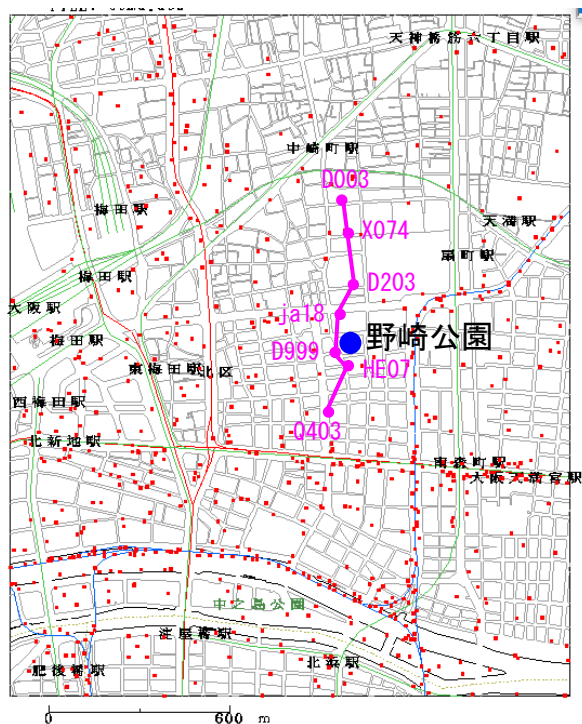 天神橋筋六丁目駅
中崎町駅
D003
梅田駅
天満駅
X074
扇町駅
梅田駅
D203
大阪駅
ja18
野崎公園
梅田駅
D999
東梅田駅
北区
HE07
西梅田駅
Q403
北新地駅
南森町駅
大阪天満宮駅
中之島公園
淀屋橋駅
北浜駅
肥後橋駅
0 600 m